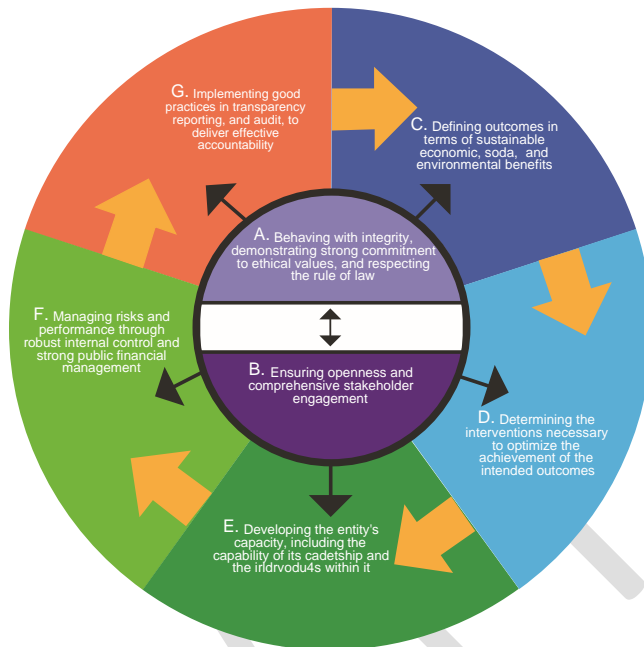 G. Implementing good
practices in transparency
reporting, and audit, to
deliver effective
accountability
C. Defining outcomes in
terms of sustainable
economic, soda, and
environmental benefits
A. Behaving with integrity,
demonstrating strong commitment
to ethical values, and respecting
the rule of law
B. Ensuring openness and
comprehensive stakeholder
engagement
F. Managing risks and
performance through
robust internal control and
strong public financial
management
D. Determining the
interventions necessary
to optimize the
achievement of the
intended outcomes
E. Developing the entity's
capacity, including the
capability of its cadetship and
the irldrvodu4s within it